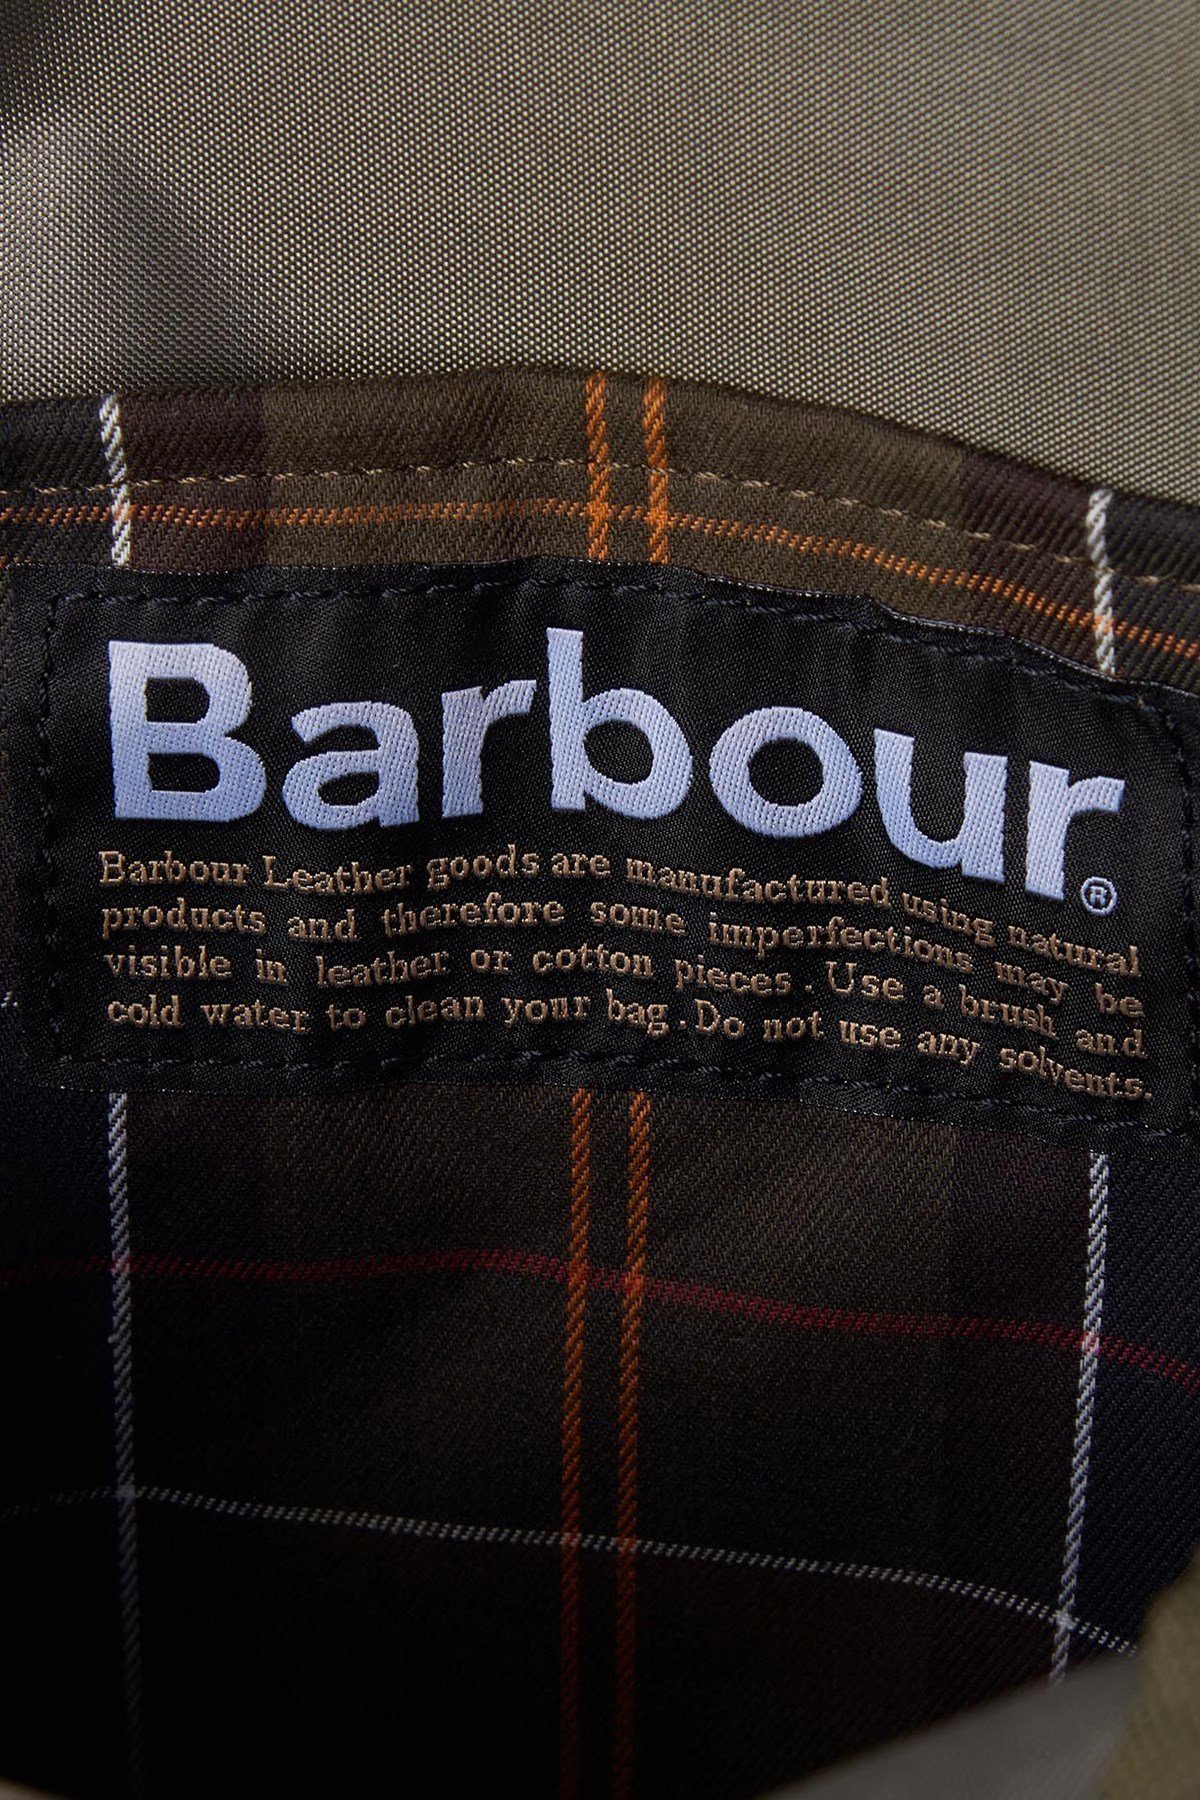 Barbour®
Barbour Leather goods are manufactured using natural
products and therefore some imperfections may be
visible in leather or cotton pieces . Use a brush and
cold water to clean your bag . Do not use any solvents.